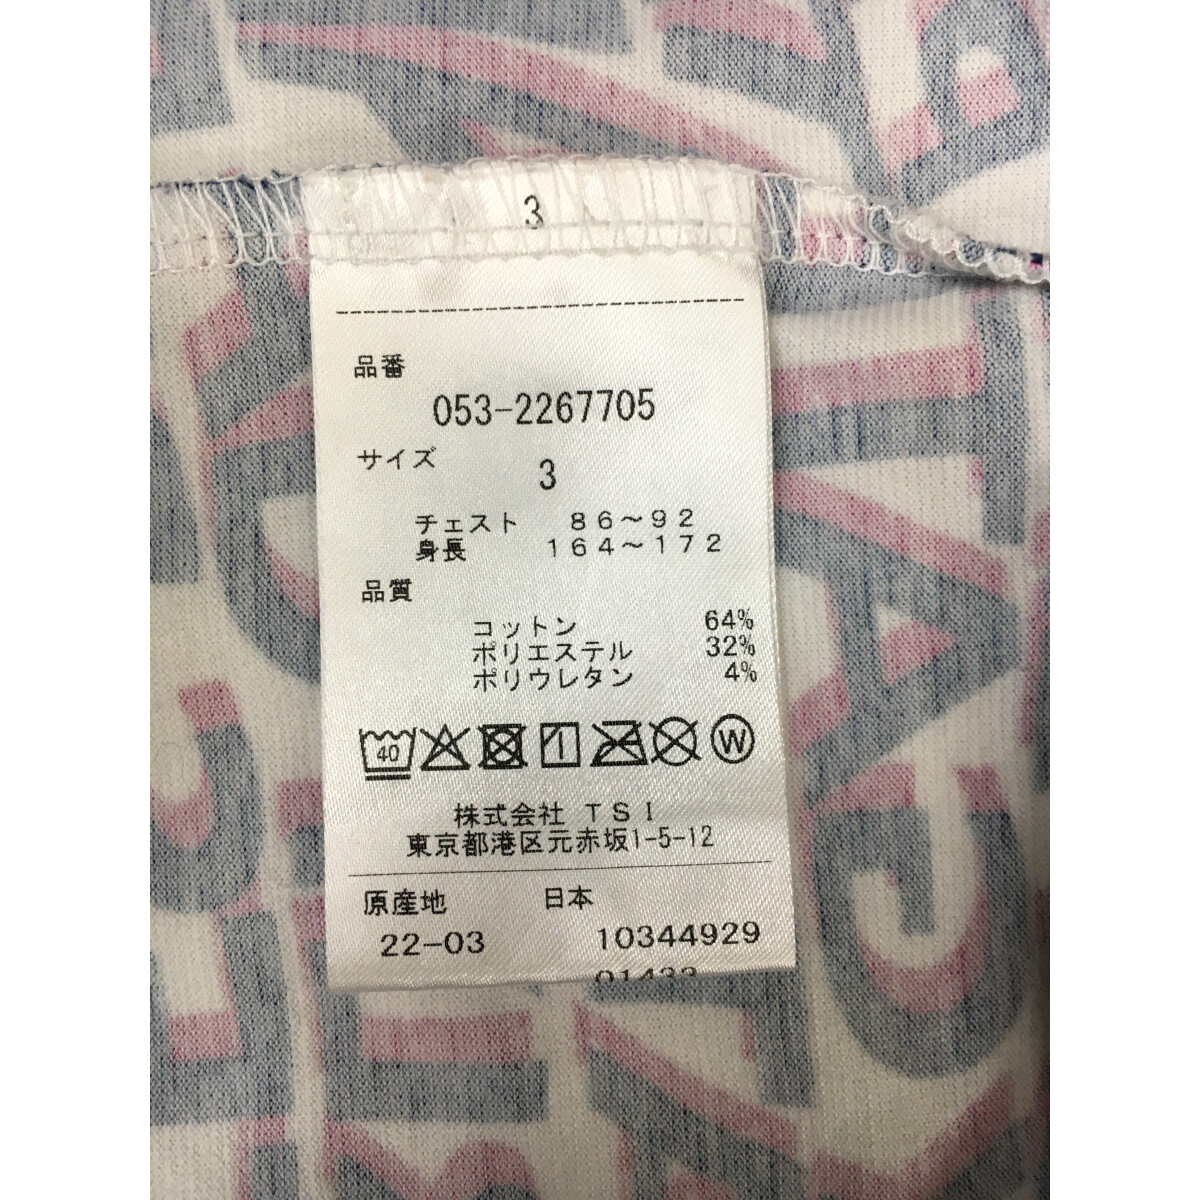 3
品番
053-2267705
サイズ
3
チェスト 86〜92
身長 164〜172
品質
コットン 64%
ポリエステル 32%
ポリウレタン 4%
40
W
株式会社 TSI
東京都港区元赤坂1-5-12
原産地 日本
22-03 10344929
01433